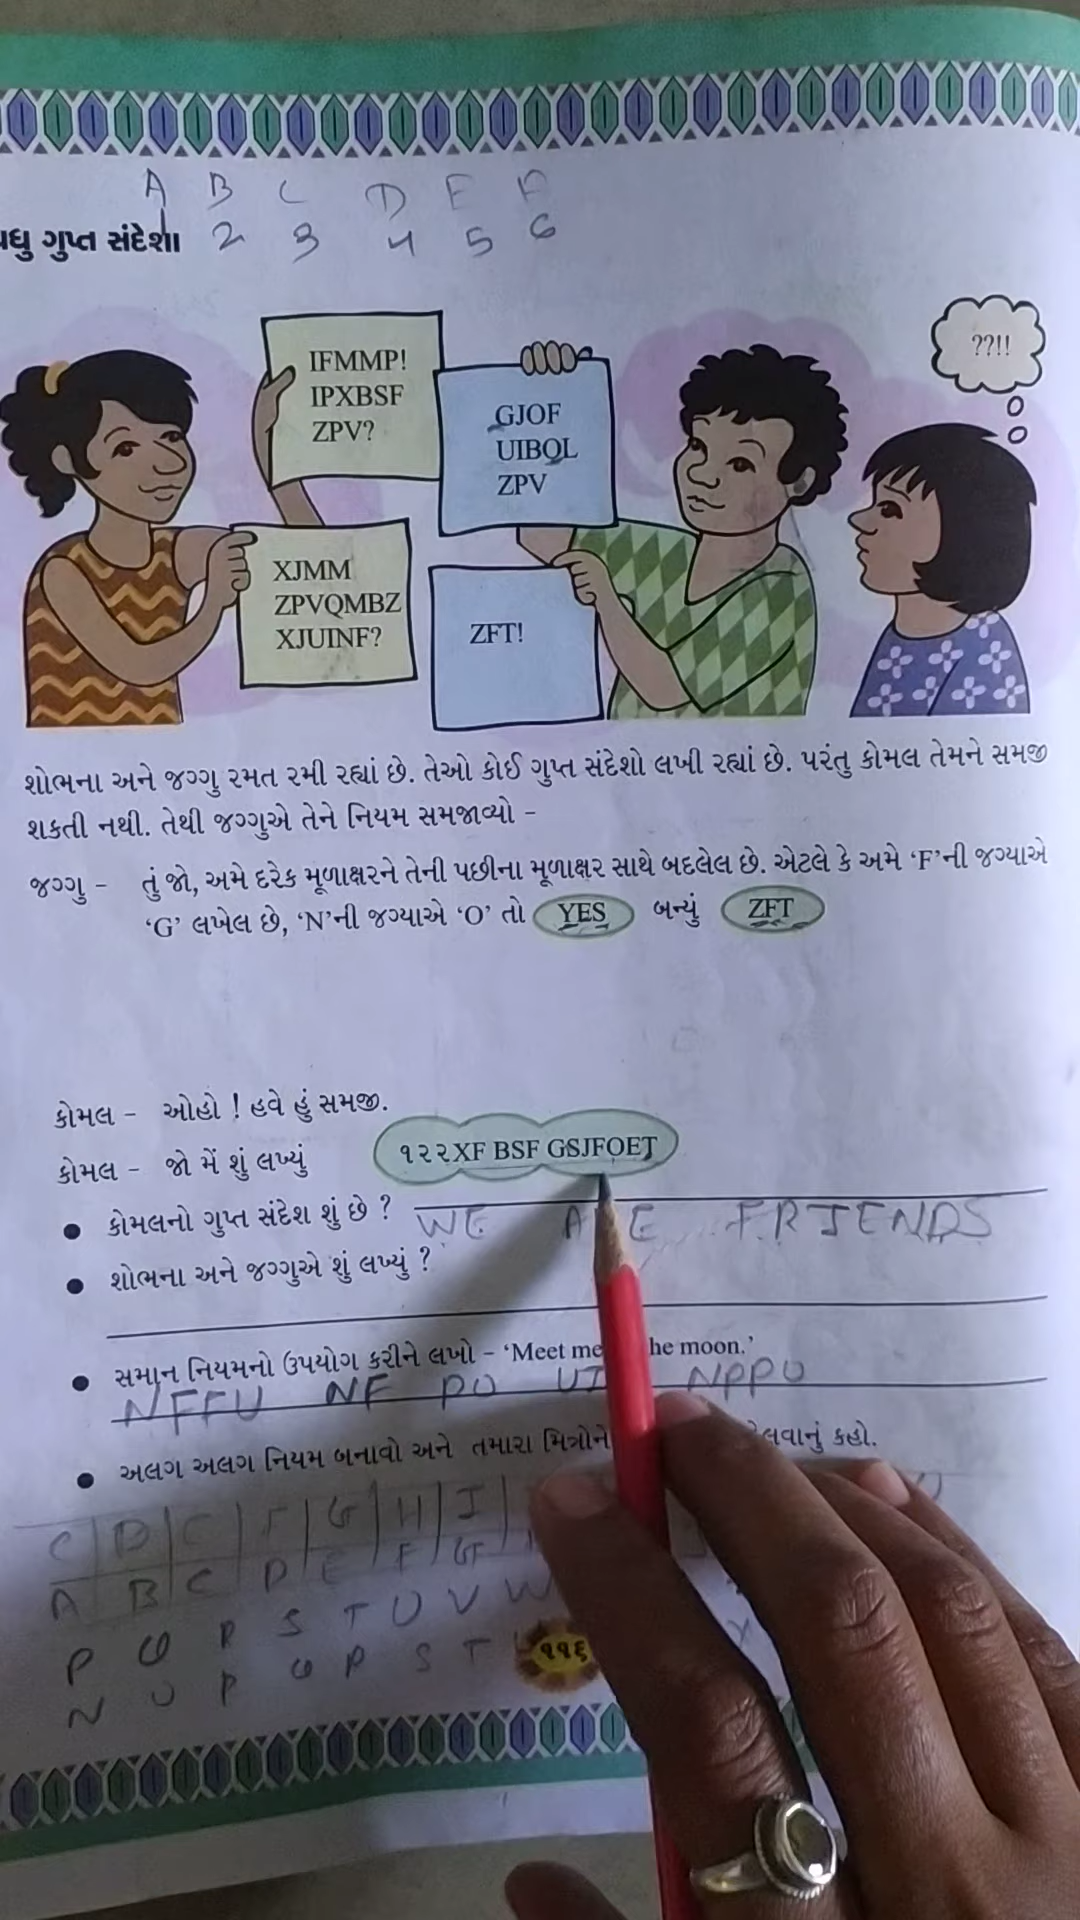 A B C D E F
વધુ ગુપ્ત સંદેશા 2 3 4 5 6
??!!
IFMMP!
IPXBSF
ZPV?
GJOF
UIBOL
ZPV
XJMM
ZPVQMBZ
XJUINF?
ZFT!
શોભના અને જગ્ગુ રમત રમી રહ્યાં છે. તેઓ કોઈ ગુપ્ત સંદેશો લખી રહ્યાં છે. પરંતુ કોમલ તેમને સમજી
શકતી નથી. તેથી જગ્ગુએ તેને નિયમ સમજાવ્યો –
જગ્ગુ – તું જો, અમે દરેક મૂળાક્ષરને તેની પછીના મૂળાક્ષર સાથે બદલેલ છે. એટલે કે અમે ‘F’ની જગ્યાએ
‘G’ લખેલ છે, ‘N’ની જગ્યાએ ‘O’ તો YES બન્યું ZFT
કોમલ – ઓહો ! હવે હું સમજી.
કોમલ – જો મેં શું લખ્યું ૧૨૨XF BSF GSJFOET
• કોમલનો ગુપ્ત સંદેશ શું છે ? WE A E FRIENDS
• શોભના અને જગ્ગુએ શું લખ્યું ?
• સમાન નિયમનો ઉપયોગ કરીને લખો – ‘Meet me he moon.’
NFFU NF PO NPPO
• અલગ અલગ નિયમ બનાવો અને તમારા મિત્રોને કહો.
C D C F G H I
A B C D E F G
P Q R S T U V W
N O P Q R S T
૧૧૬